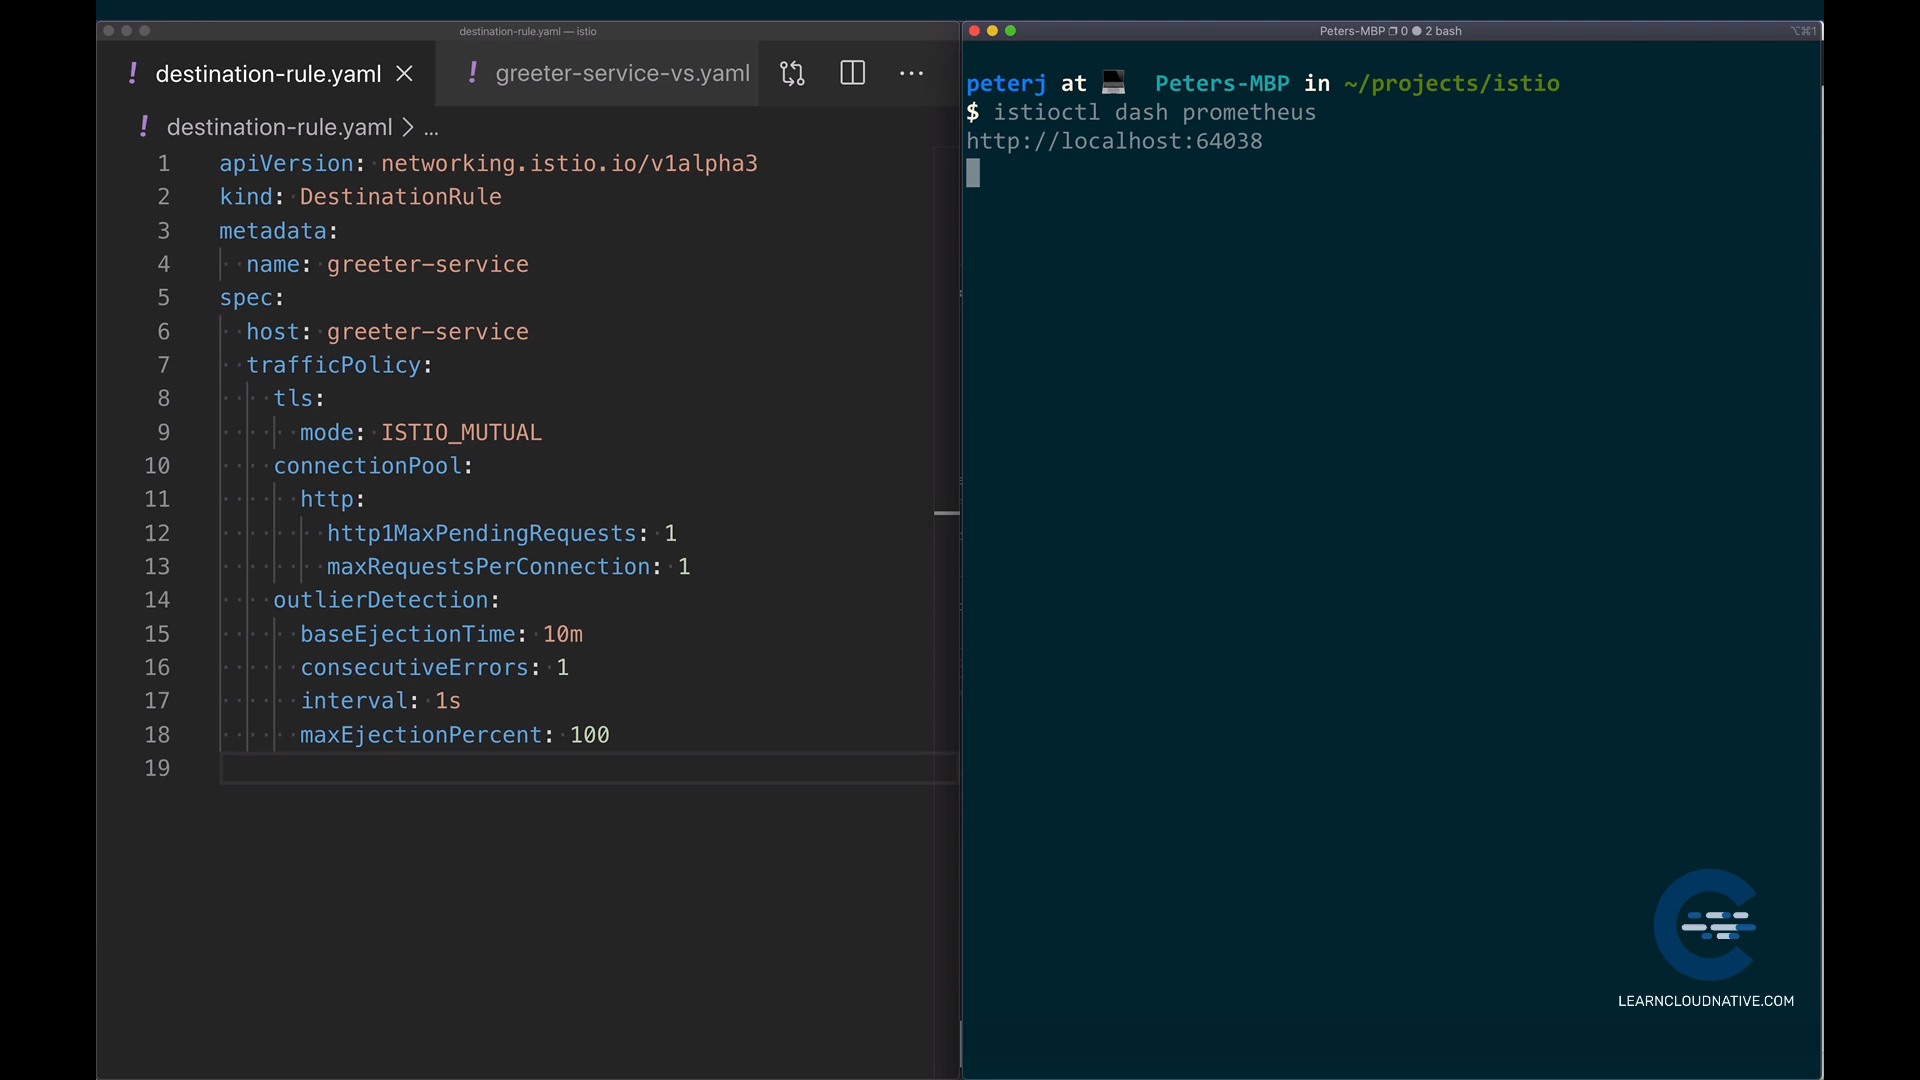 destination-rule.yaml — istio
! destination-rule.yaml
! greeter-service-vs.yaml
! destination-rule.yaml > ...
1 apiVersion: networking.istio.io/v1alpha3
2 kind: DestinationRule
3 metadata:
4   name: greeter-service
5 spec:
6   host: greeter-service
7   trafficPolicy:
8     tls:
9       mode: ISTIO_MUTUAL
10     connectionPool:
11       http:
12         http1MaxPendingRequests: 1
13         maxRequestsPerConnection: 1
14     outlierDetection:
15       baseEjectionTime: 10m
16       consecutiveErrors: 1
17       interval: 1s
18       maxEjectionPercent: 100
19
Peters-MBP 0 2 bash
⌥⌘1
peterj at 💻 Peters-MBP in ~/projects/istio
$ istioctl dash prometheus
http://localhost:64038
LEARNCLOUDNATIVE.COM